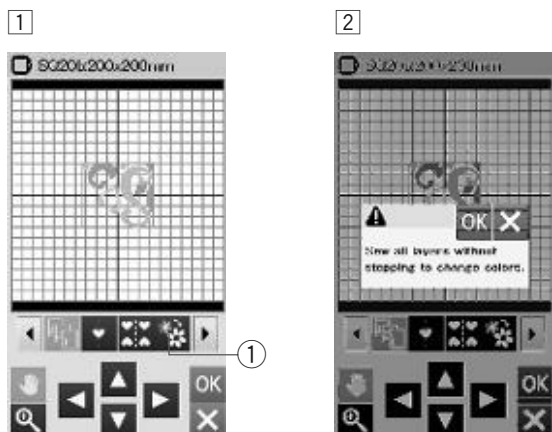 1
2
SQ20b:200x200mm
OK
Sew all layers without
stopping to change colors.
1
OK
OK